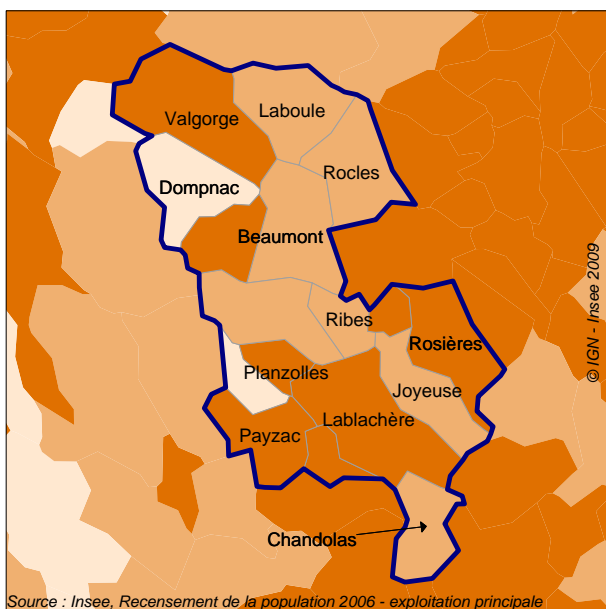 Valgorge
Laboule
Rocles
Dompnac
Beaumont
© IGN - Insee 2009
Ribes
Rosières
Planzolles
Joyeuse
Lablachère
Payzac
Chandolas
Source : Insee, Recensement de la population 2006 - exploitation principale